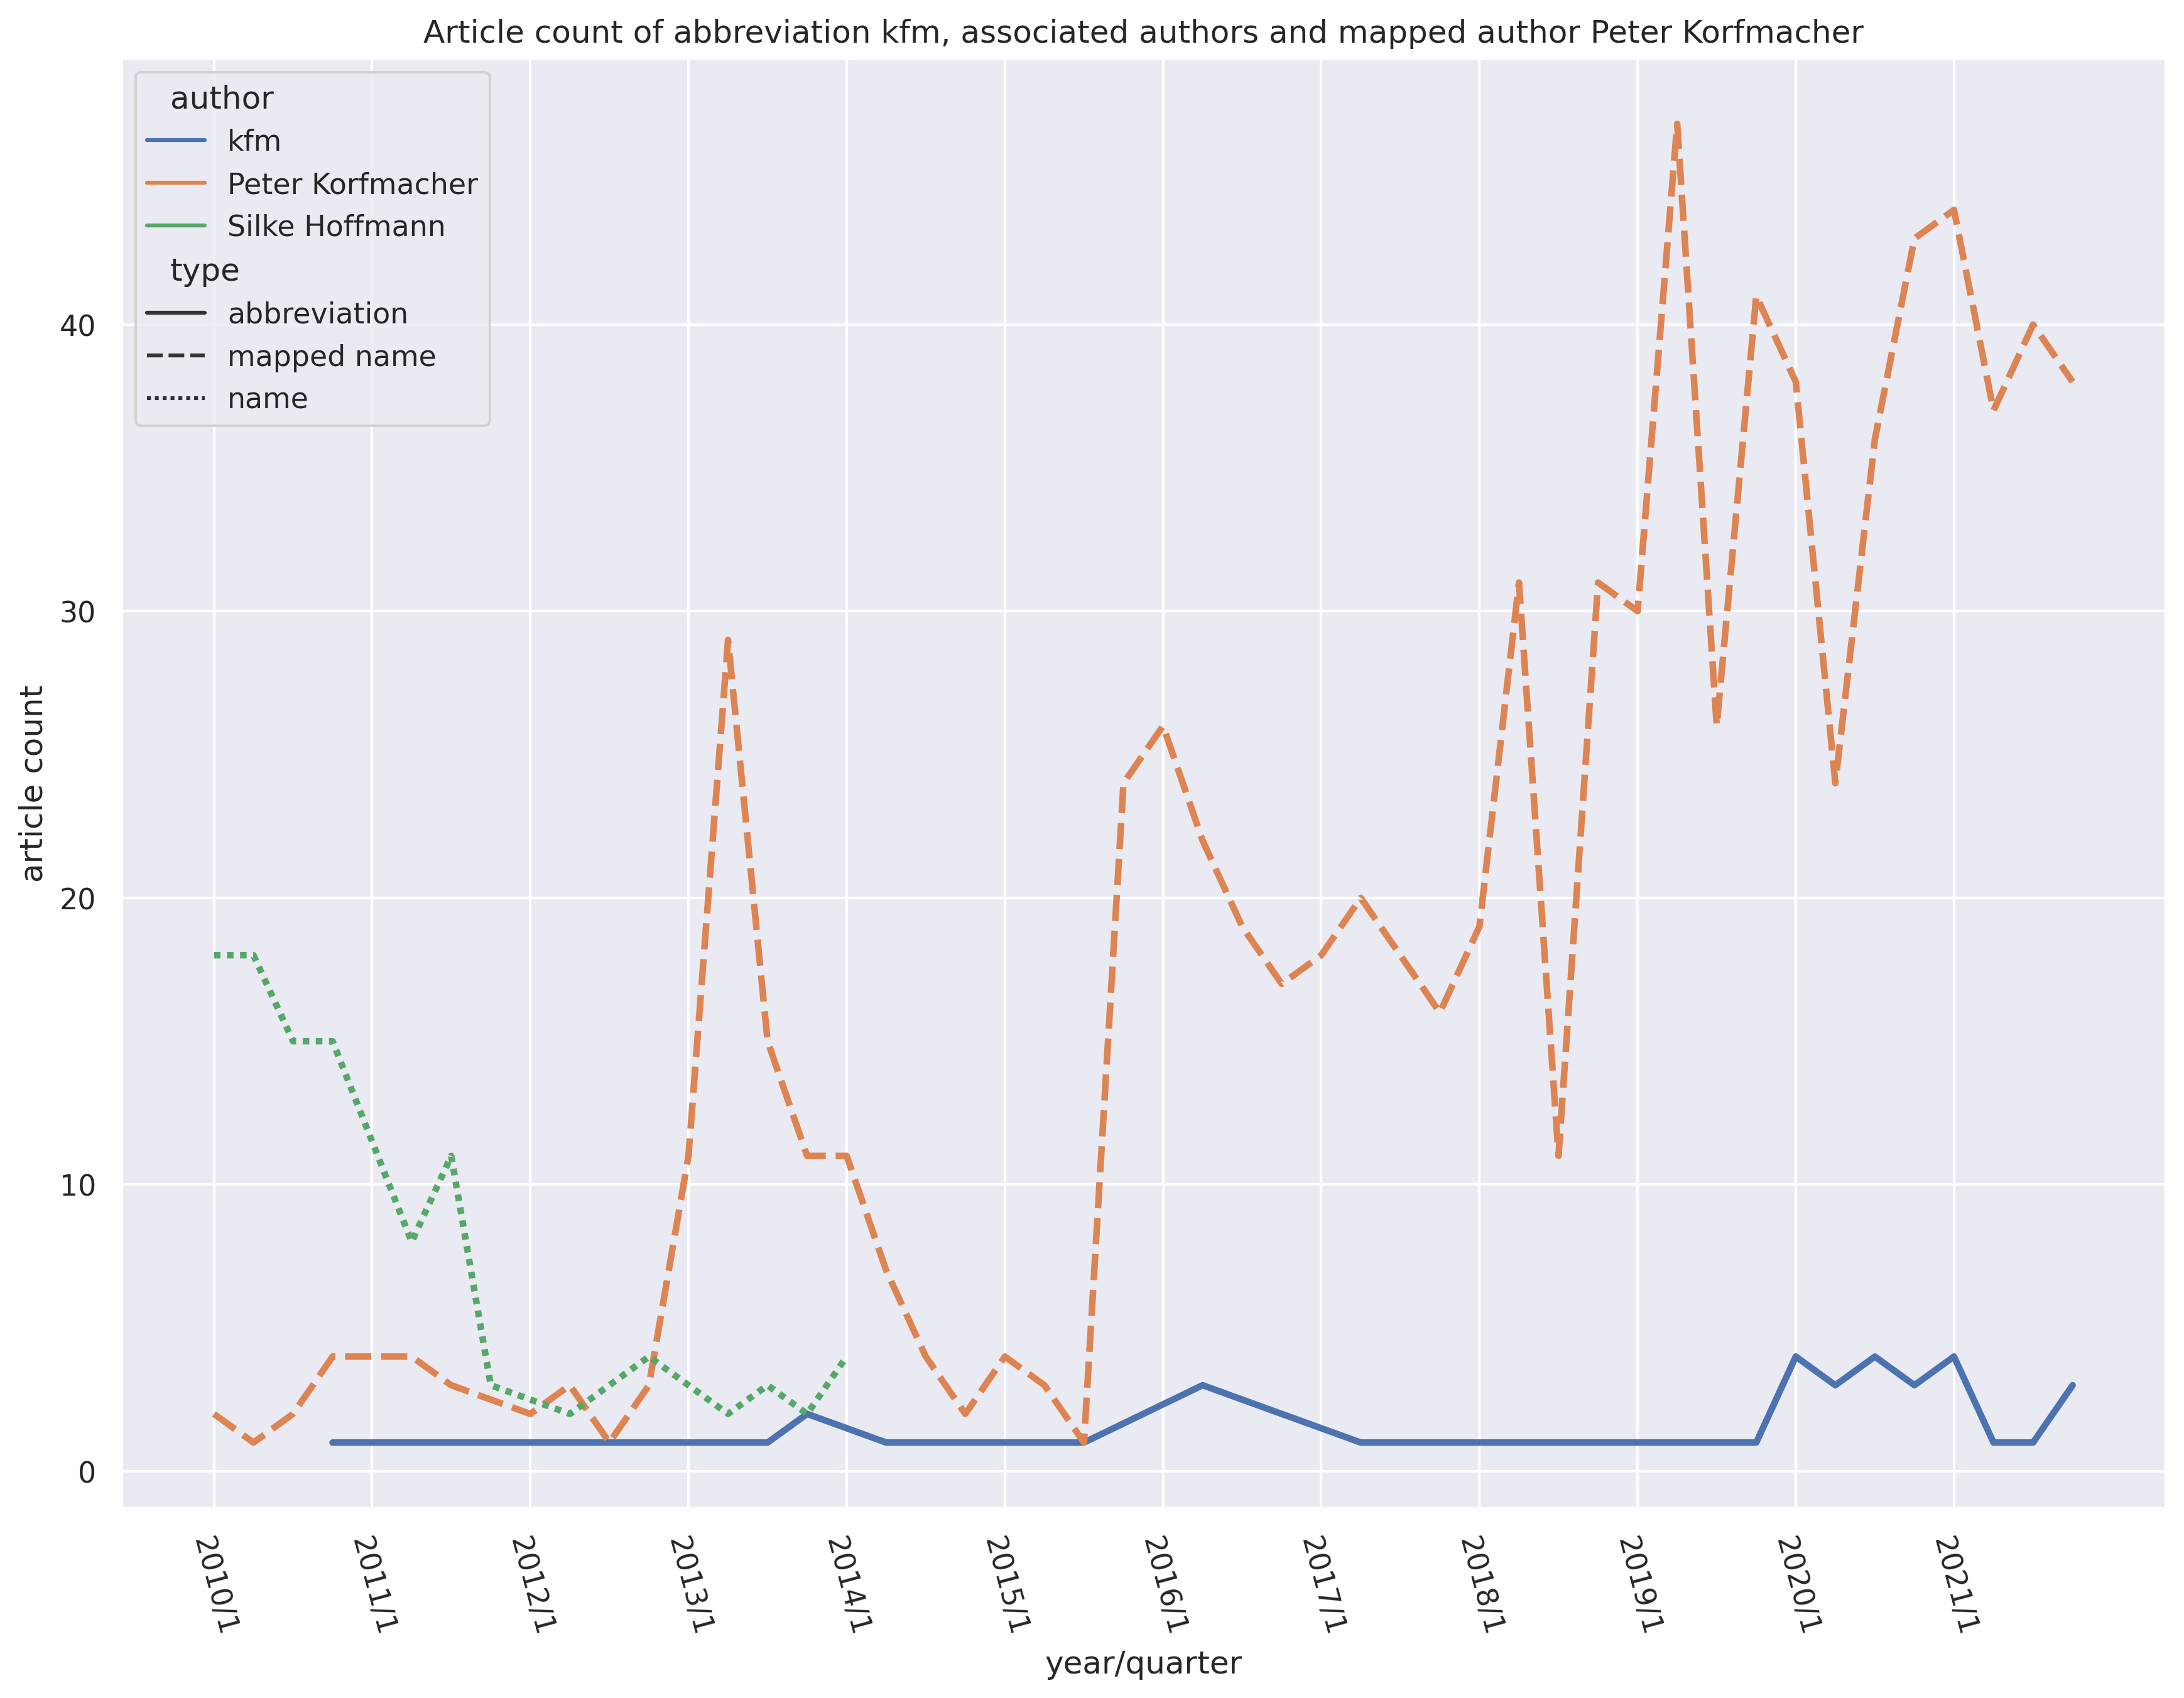 Article count of abbreviation kfm, associated authors and mapped author Peter Korfmacher
author
kfm
Peter Korfmacher
Silke Hoffmann
type
abbreviation
mapped name
name
article count
40
30
20
10
0
2010/1
2011/1
2012/1
2013/1
2014/1
2015/1
2016/1
2017/1
2018/1
2019/1
2020/1
2021/1
year/quarter